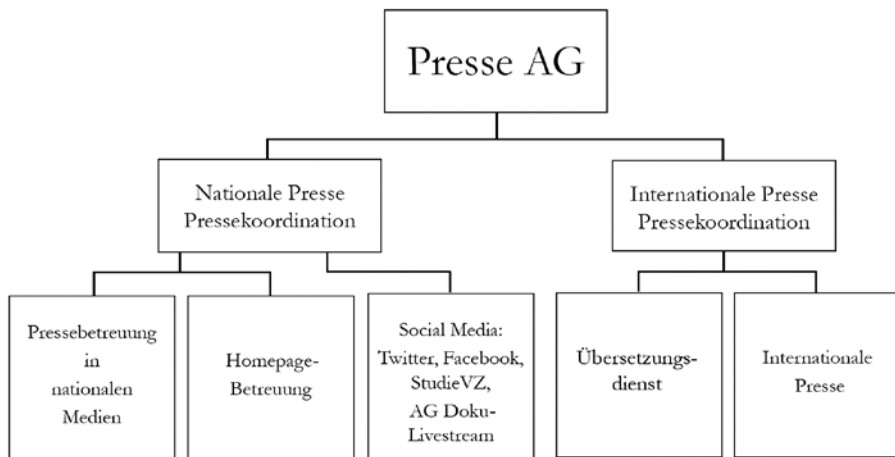 Presse AG
Nationale Presse
Pressekoordination
Internationale Presse
Pressekoordination
Pressebetreuung
in
nationalen
Medien
Homepage-
Betreuung
Social Media:
Twitter, Facebook,
StudieVZ,
AG Doku-
Livestream
Übersetzungs-
dienst
Internationale
Presse